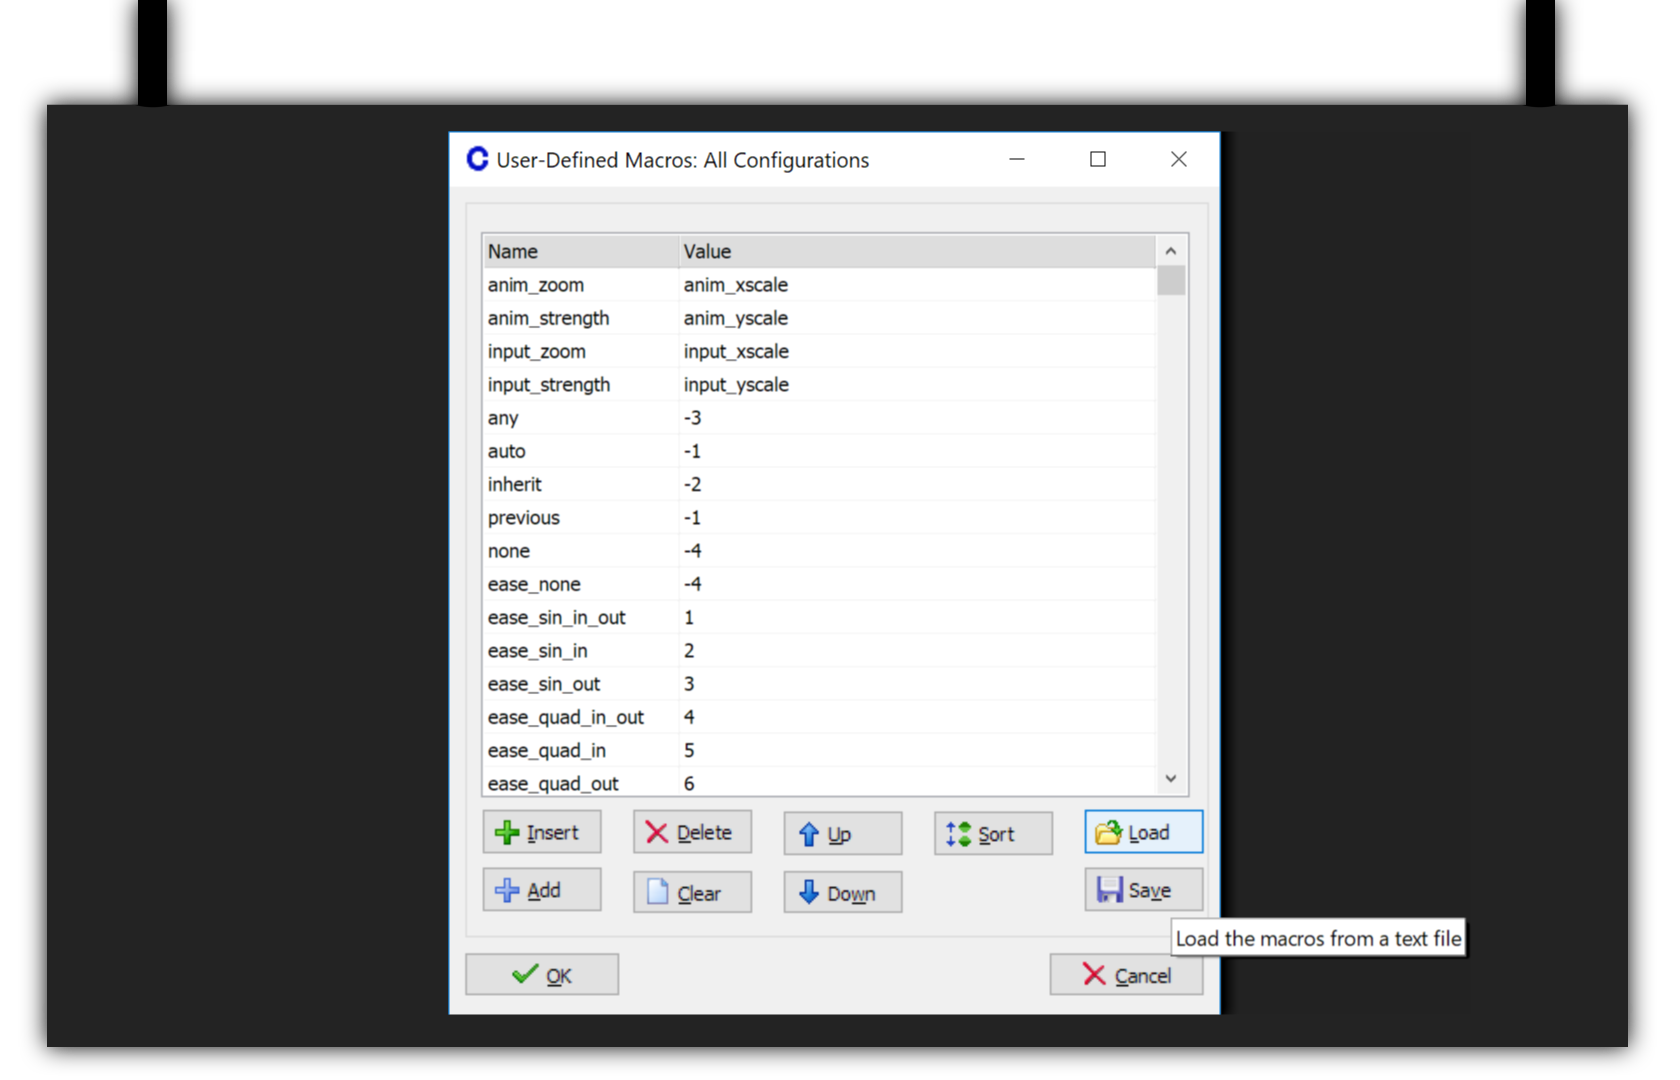 User-Defined Macros: All Configurations
Name Value
anim_zoom anim_xscale
anim_strength anim_yscale
input_zoom input_xscale
input_strength input_yscale
any -3
auto -1
inherit -2
previous -1
none -4
ease_none -4
ease_sin_in_out 1
ease_sin_in 2
ease_sin_out 3
ease_quad_in_out 4
ease_quad_in 5
ease_quad_out 6
Insert Delete Up Sort Load
Add Clear Down Save
Load the macros from a text file
OK Cancel